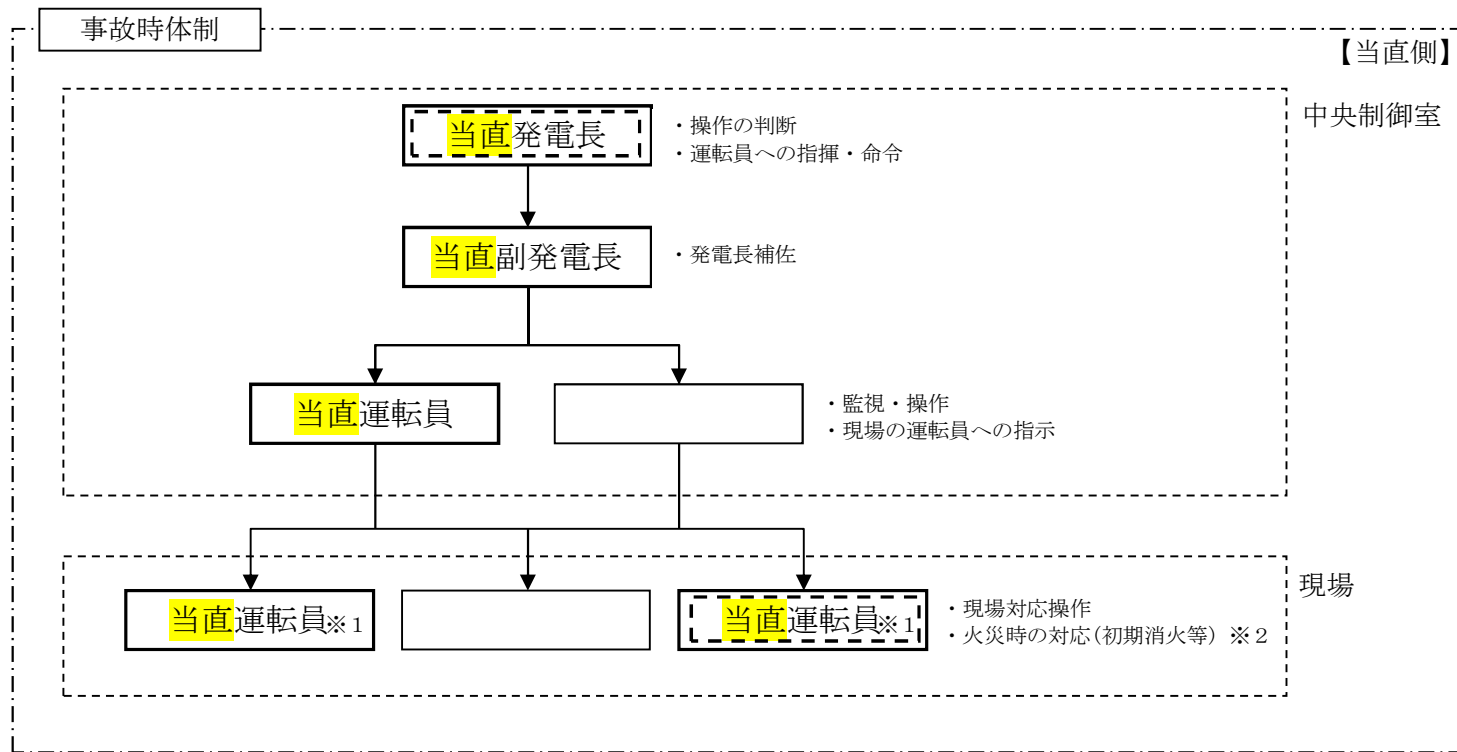 事故時体制
【当直側】
中央制御室
当直発電長
・操作の判断
・運転員への指揮・命令
当直副発電長
・発電長補佐
当直運転員
・監視・操作
・現場の運転員への指示
現場
当直運転員※1
当直運転員※1
・現場対応操作
・火災時の対応(初期消火等) ※2